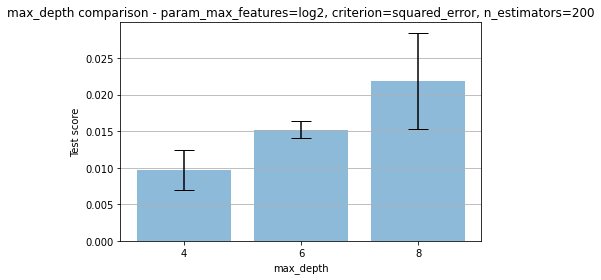 max_depth comparison - param_max_features=log2, criterion=squared_error, n_estimators=200
0.025
0.020
0.015
0.010
0.005
0.000
Test score
4 6 8
max_depth